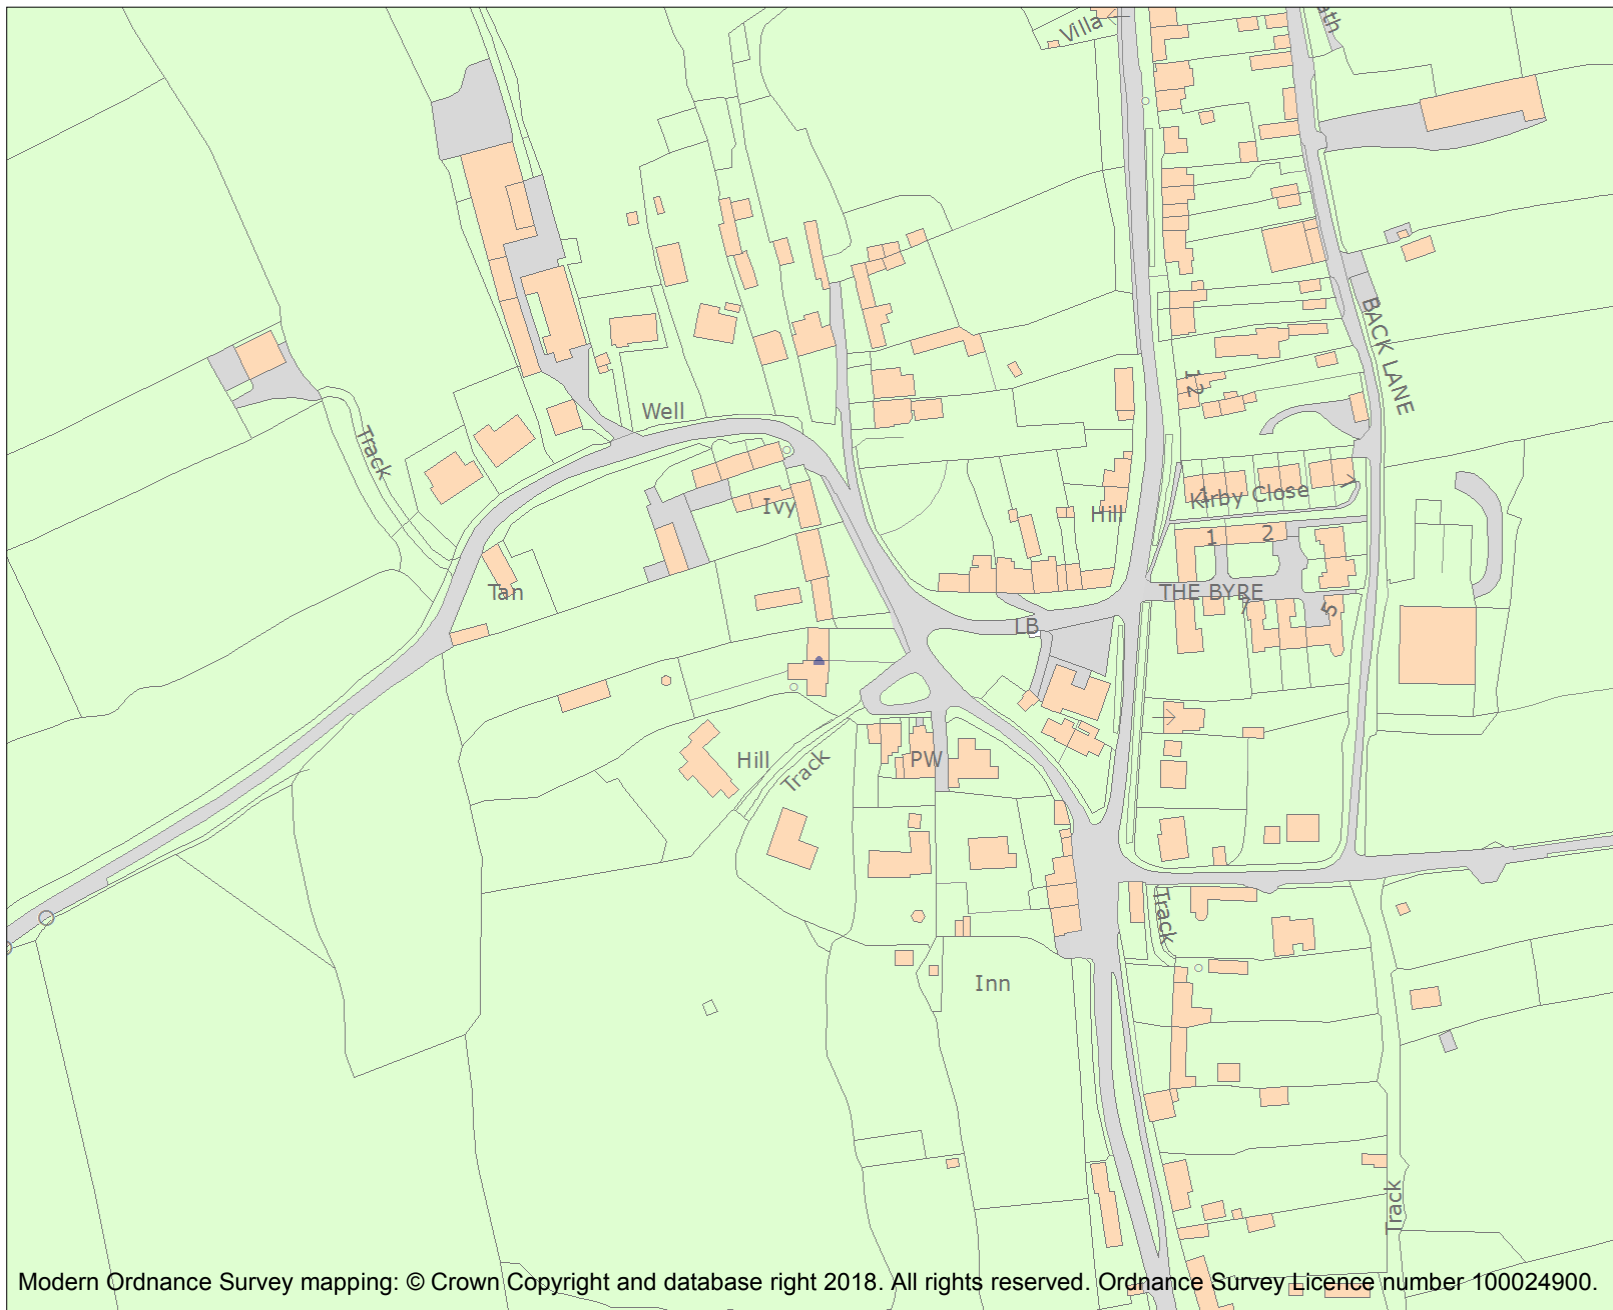 Villa
ath
BACK LANE
12
Well
Track
Ivy
Hill
1
Kirby Close
7
1
2
Tan
THE BYRE
7
5
LB
Hill
Track
PW
Track
Inn
Track
Modern Ordnance Survey mapping: © Crown Copyright and database right 2018. All rights reserved. Ordnance Survey Licence number 100024900.